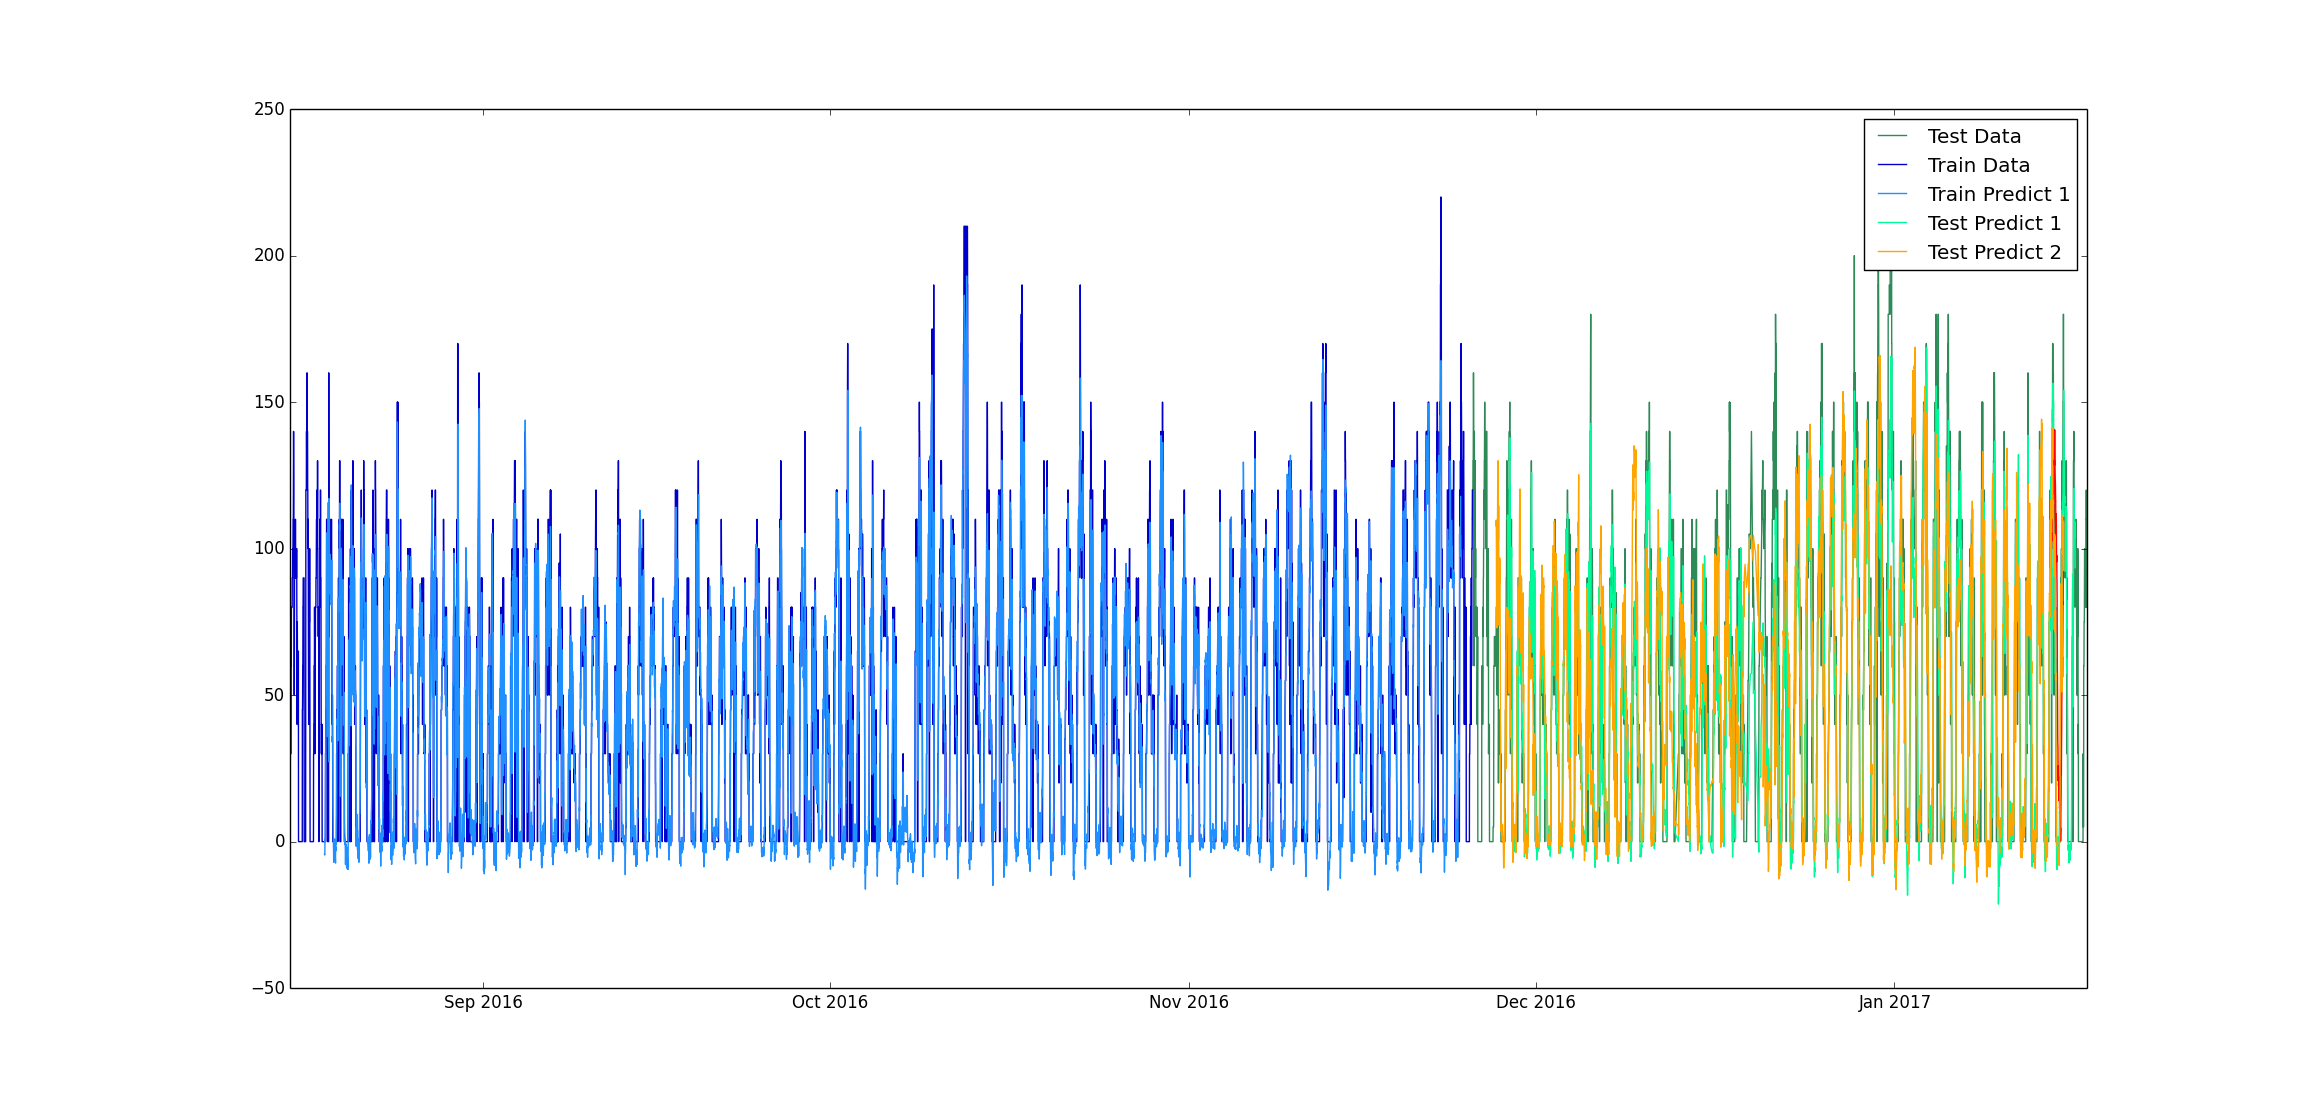 250
200
150
100
50
0
−50
Sep 2016
Oct 2016
Nov 2016
Dec 2016
Jan 2017
Test Data
Train Data
Train Predict 1
Test Predict 1
Test Predict 2